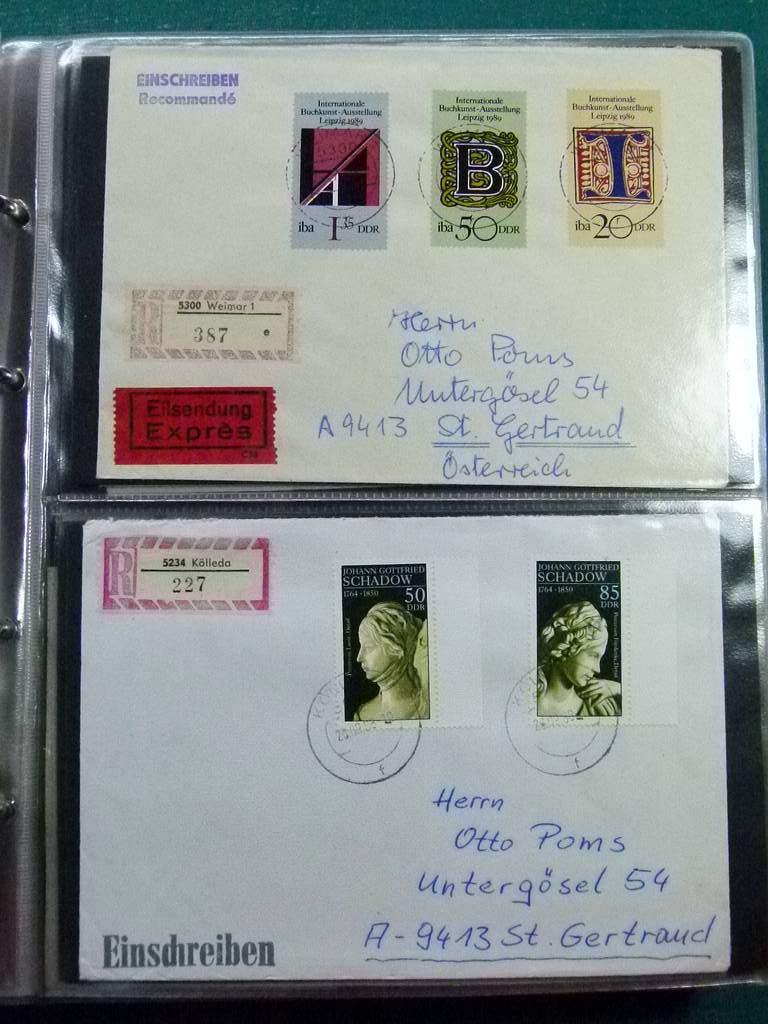 EINSCHREIBEN
Recommandé
Internationale
Buchkunst-Ausstellung
Leipzig 1989
A
iba 1 35 DDR
Internationale
Buchkunst-Ausstellung
Leipzig 1989
B
iba 50 DDR
Internationale
Buchkunst-Ausstellung
Leipzig 1989
I
iba 20 DDR
R
5300 Weimar 1
387
Eilsendung
Exprès
Herrn
Otto Poms
Untergösel 54
A 9413 St. Gertraud
Österreich
R
5234 Kölleda
227
JOHANN GOTTFRIED
SCHADOW
1764-1850
50
DDR
JOHANN GOTTFRIED
SCHADOW
1764-1850
85
DDR
f
f
Herrn
Otto Poms
Untergösel 54
A-9413 St. Gertraud
Einschreiben